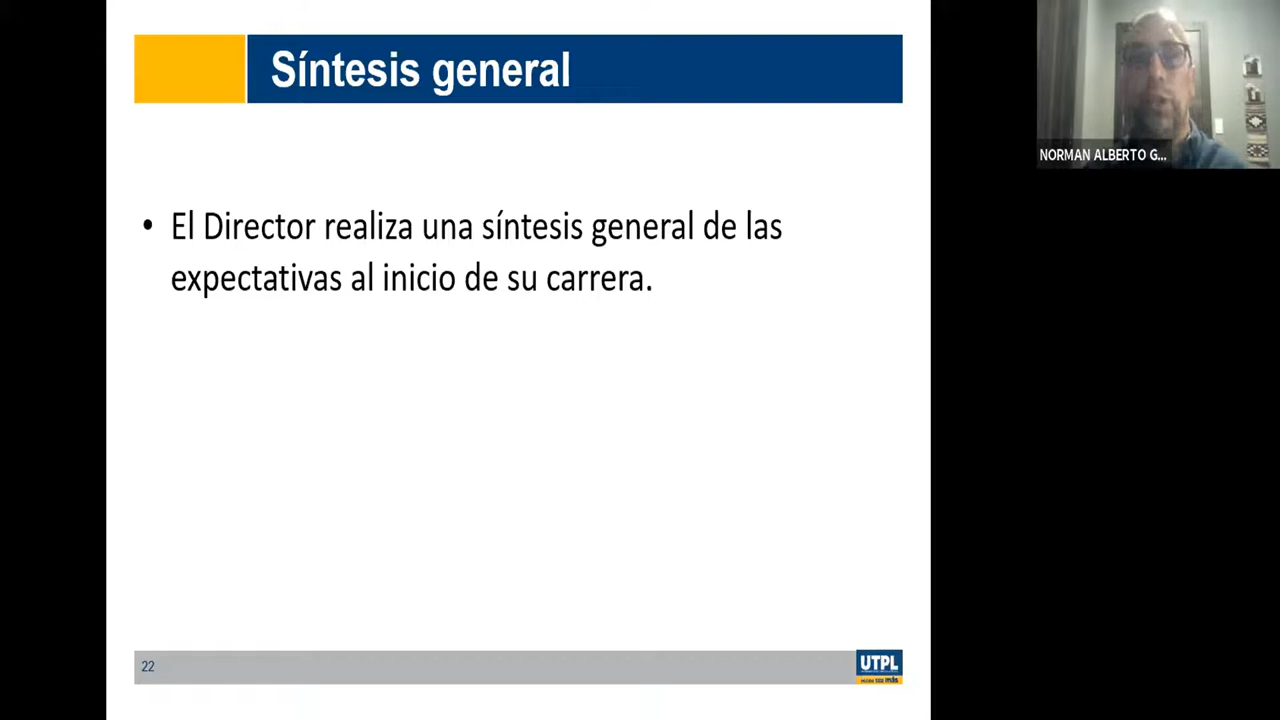 Síntesis general
NORMAN ALBERTO G...
• El Director realiza una síntesis general de las
expectativas al inicio de su carrera.
22
UTPL